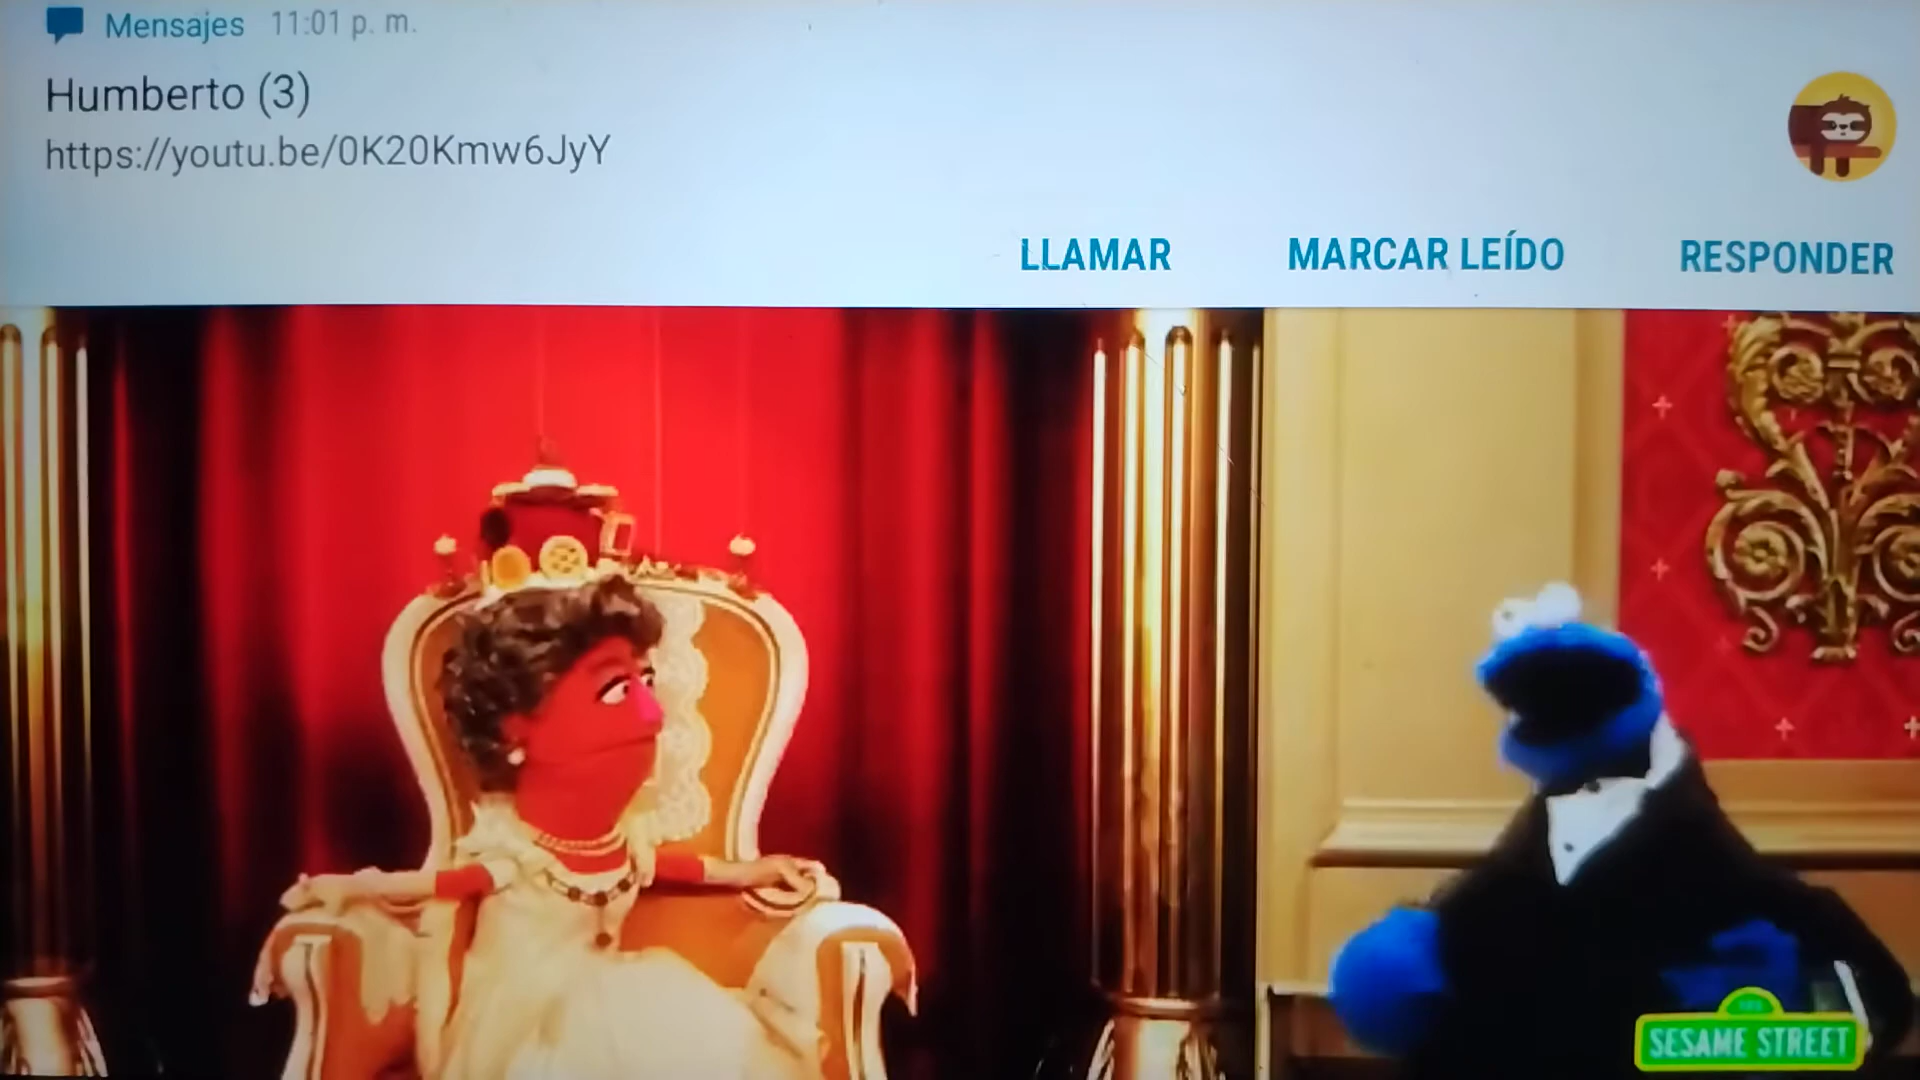 Mensajes 11:01 p. m.
Humberto (3)
https://youtu.be/0K20Kmw6JyY
LLAMAR MARCAR LEÍDO RESPONDER
SESAME STREET